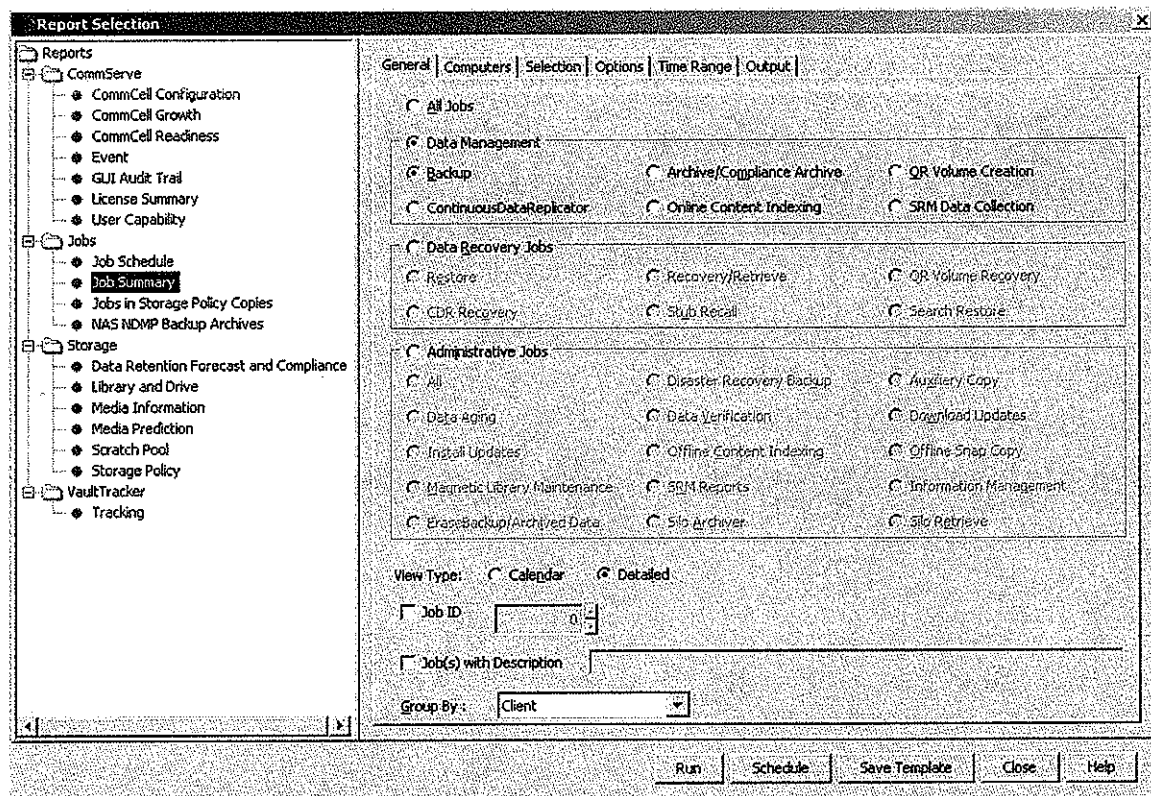 Report Selection
Reports
CommServe
CommCell Configuration
CommCell Growth
CommCell Readiness
Event
GUI Audit Trail
License Summary
User Capability
Jobs
Job Schedule
Job Summary
Jobs in Storage Policy Copies
NAS NDMP Backup Archives
Storage
Data Retention Forecast and Compliance
Library and Drive
Media Information
Media Prediction
Scratch Pool
Storage Policy
VaultTracker
Tracking
General Computers Selection Options Time Range Output
All Jobs
Data Management
Backup Archive/Compliance Archive QR Volume Creation
ContinuousDataReplicator Online Content Indexing SRM Data Collection
Data Recovery Jobs
Restore Recovery/Retrieve QR Volume Recovery
CDR Recovery Stub Recall Search Restore
Administrative Jobs
All Disaster Recovery Backup Auxiliary Copy
Data Aging Data Verification Download Updates
Install Updates Offline Content Indexing Offline Snap Copy
Magnetic Library Maintenance SRM Reports Information Management
EraseBackup/Archived Data Silo Archiver Silo Retrieve
View Type: Calendar Detailed
Job ID 0
Job(s) with Description
Group By : Client
Run Schedule Save Template Close Help